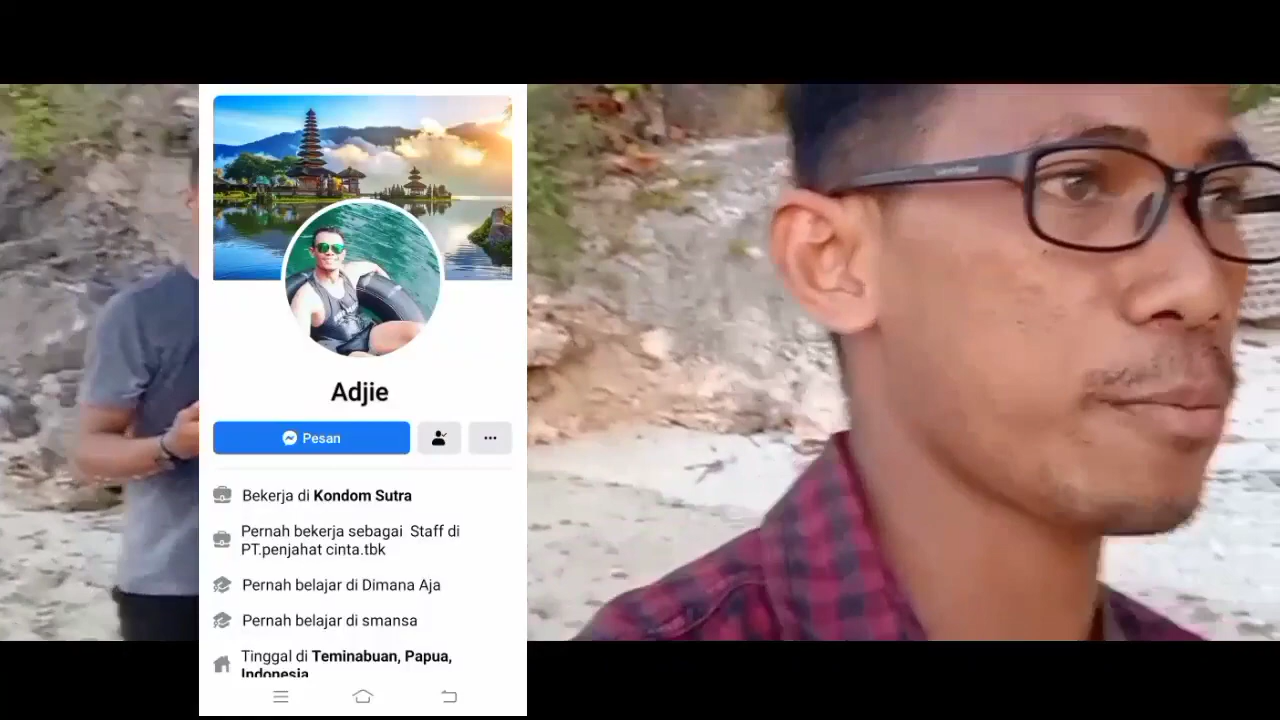 Adjie
Pesan
Bekerja di Kondom Sutra
Pernah bekerja sebagai Staff di
PT.penjahat cinta.tbk
Pernah belajar di Dimana Aja
Pernah belajar di smansa
Tinggal di Teminabuan, Papua,
Indonesia